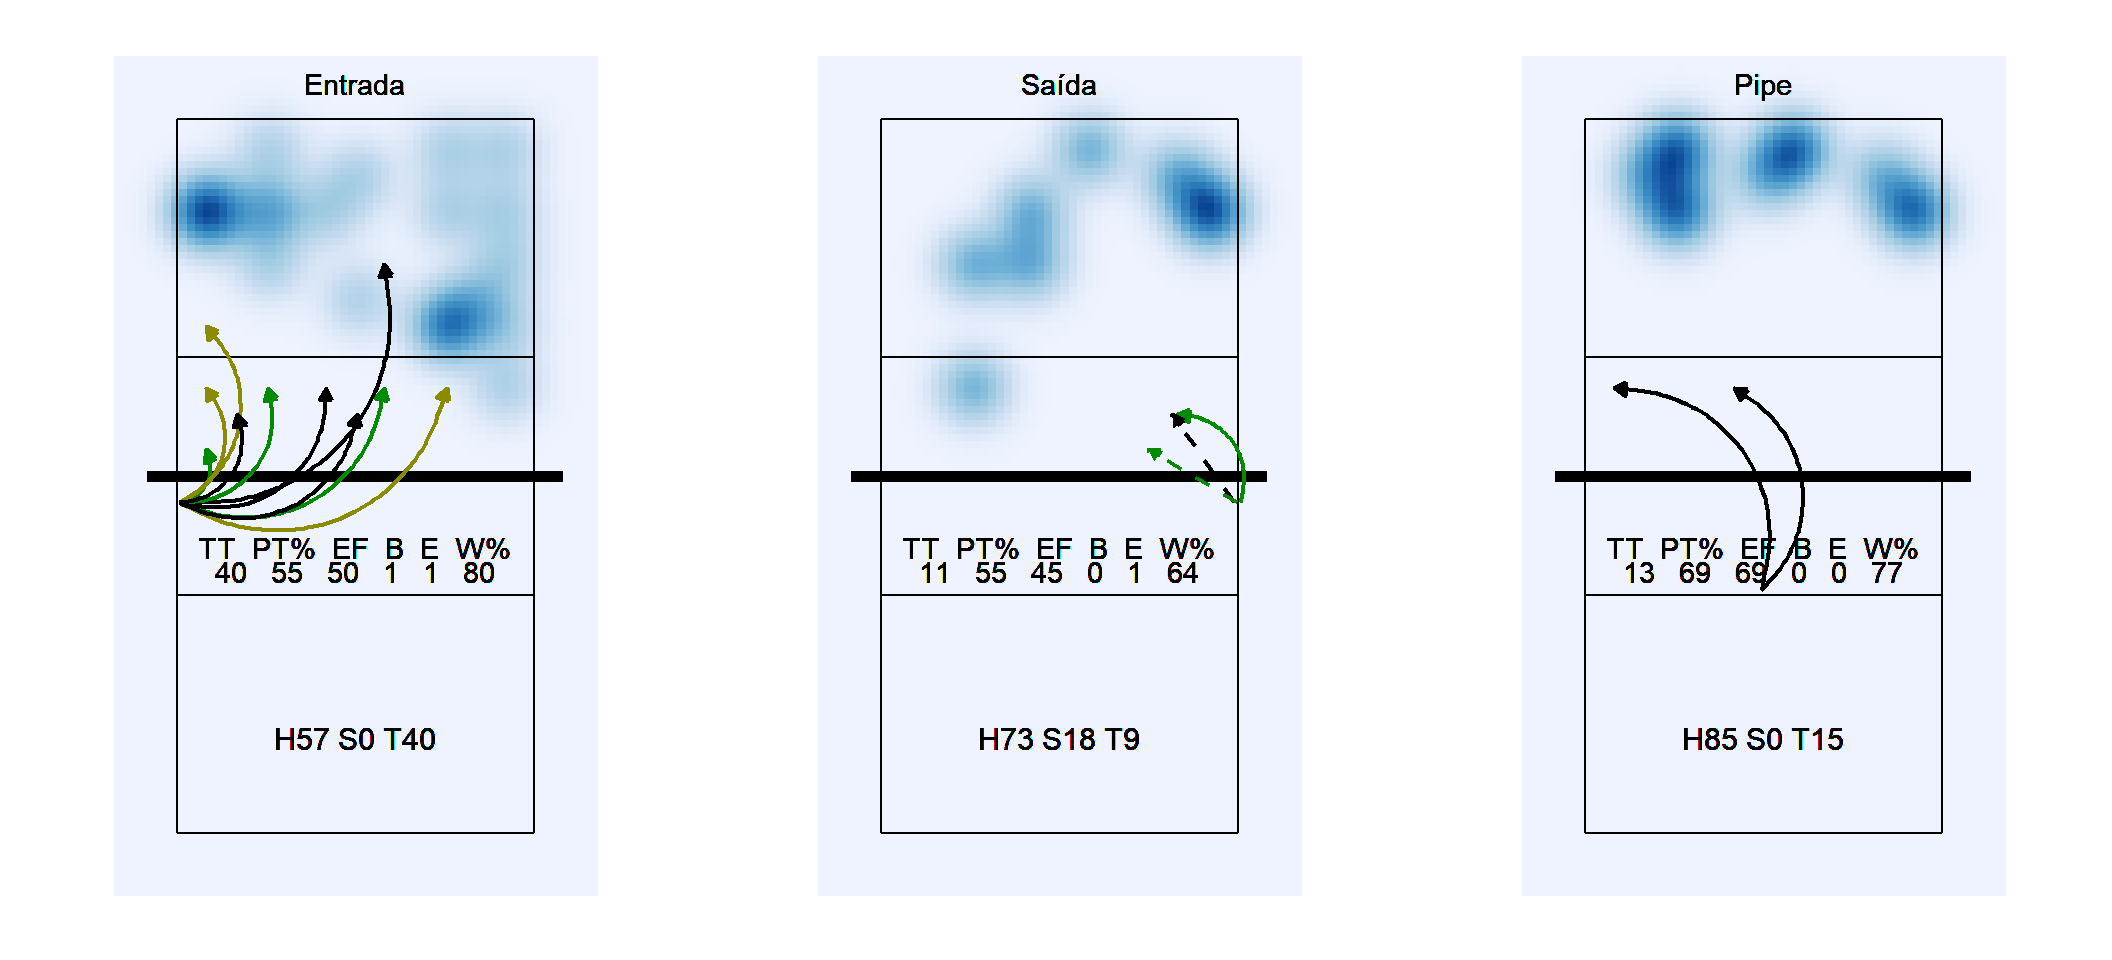 Entrada
TT PT% EF B E W%
40 55 50 1 1 80
H57 S0 T40
Saída
TT PT% EF B E W%
11 55 45 0 1 64
H73 S18 T9
Pipe
TT PT% EF B E W%
13 69 69 0 0 77
H85 S0 T15